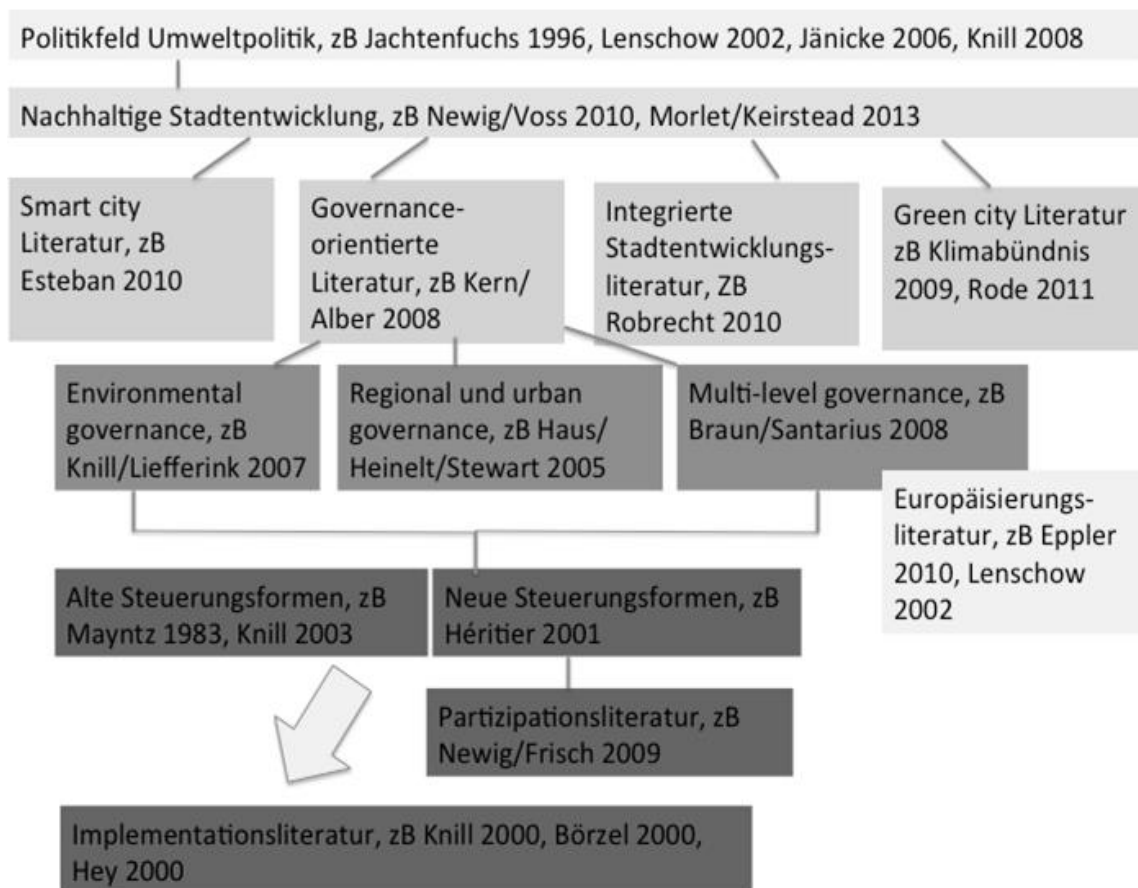 Politikfeld Umweltpolitik, zB Jachtenfuchs 1996, Lenschow 2002, Jänicke 2006, Knill 2008
Nachhaltige Stadtentwicklung, zB Newig/Voss 2010, Morlet/Keirstead 2013
Smart city
Literatur, zB
Esteban 2010
Governance-
orientierte
Literatur, zB Kern/
Alber 2008
Integrierte
Stadtentwicklungs-
literatur, ZB
Robrecht 2010
Green city Literatur
zB Klimabündnis
2009, Rode 2011
Environmental
governance, zB
Knill/Liefferink 2007
Regional und urban
governance, zB Haus/
Heinelt/Stewart 2005
Multi-level governance, zB
Braun/Santarius 2008
Europäisierungs-
literatur, zB Eppler
2010, Lenschow
2002
Alte Steuerungsformen, zB
Mayntz 1983, Knill 2003
Neue Steuerungsformen, zB
Héritier 2001
Partizipationsliteratur, zB
Newig/Frisch 2009
Implementationsliteratur, zB Knill 2000, Börzel 2000,
Hey 2000